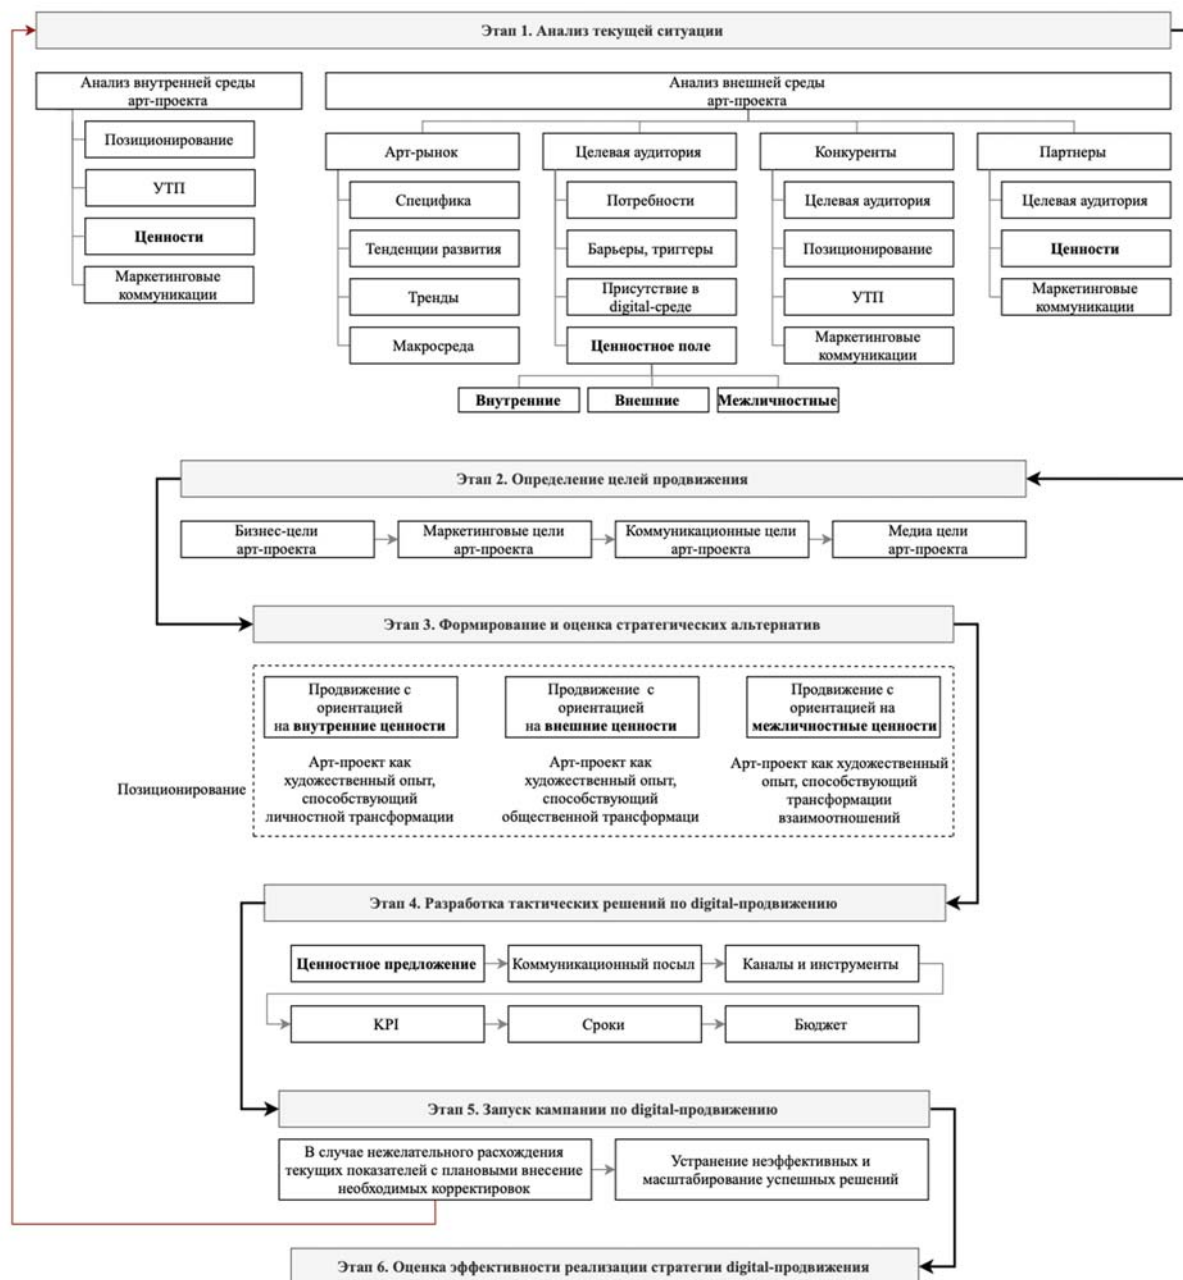 Этап 1. Анализ текущей ситуации
Анализ внутренней среды
арт-проекта
Позиционирование
УТП
Ценности
Маркетинговые
коммуникации
Анализ внешней среды
арт-проекта
Арт-рынок
Специфика
Тенденции развития
Тренды
Макросреда
Целевая аудитория
Потребности
Барьеры, триггеры
Присутствие в
digital-среде
Ценностное поле
Внутренние
Внешние
Межличностные
Конкуренты
Целевая аудитория
Позиционирование
УТП
Маркетинговые
коммуникации
Партнеры
Целевая аудитория
Ценности
Маркетинговые
коммуникации
Этап 2. Определение целей продвижения
Бизнес-цели
арт-проекта
Маркетинговые цели
арт-проекта
Коммуникационные цели
арт-проекта
Медиа цели
арт-проекта
Этап 3. Формирование и оценка стратегических альтернатив
Позиционирование
Продвижение с
ориентацией
на внутренние ценности
Арт-проект как
художественный опыт,
способствующий
личностной трансформации
Продвижение с
ориентацией
на внешние ценности
Арт-проект как
художественный опыт,
способствующий
общественной трансформаци
Продвижение с
ориентацией на
межличностные ценности
Арт-проект как художественный
опыт, способствующий
трансформации
взаимоотношений
Этап 4. Разработка тактических решений по digital-продвижению
Ценностное предложение
Коммуникационный посыл
Каналы и инструменты
KPI
Сроки
Бюджет
Этап 5. Запуск кампании по digital-продвижению
В случае нежелательного расхождения
текущих показателей с плановыми внесение
необходимых корректировок
Устранение неэффективных и
масштабирование успешных решений
Этап 6. Оценка эффективности реализации стратегии digital-продвижения